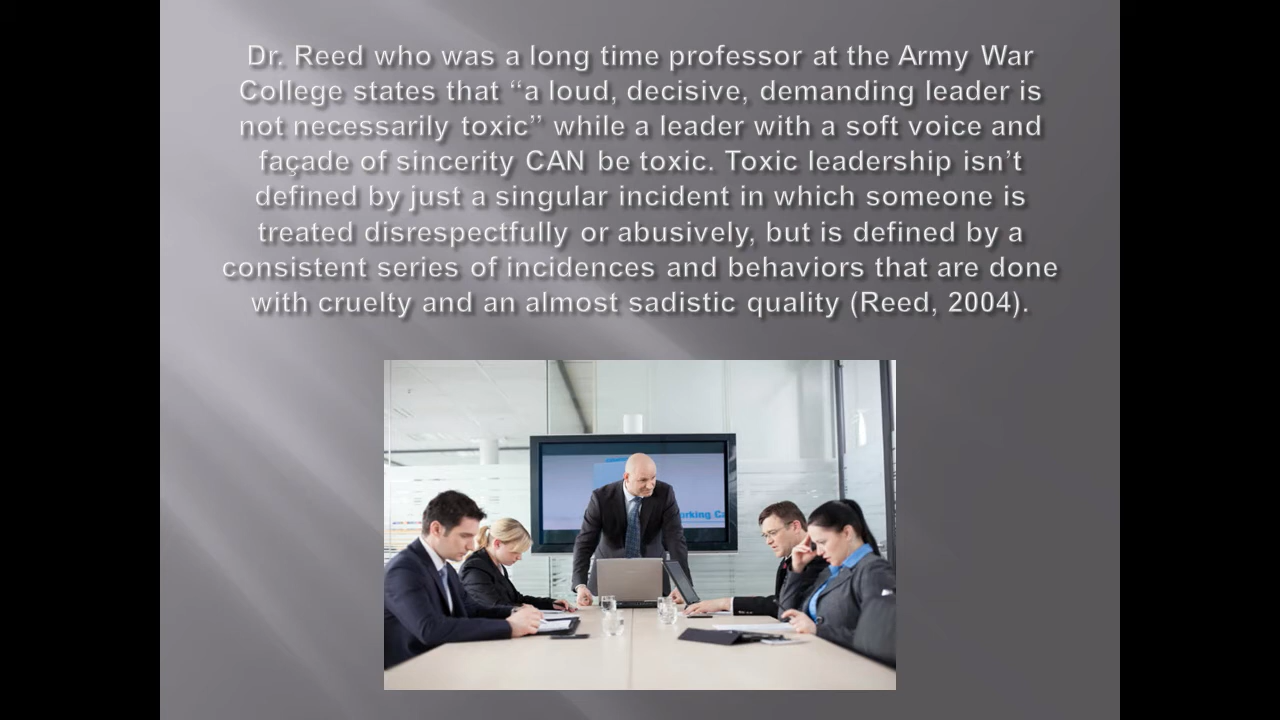 Dr. Reed who was a long time professor at the Army War
College states that “a loud, decisive, demanding leader is
not necessarily toxic” while a leader with a soft voice and
façade of sincerity CAN be toxic. Toxic leadership isn’t
defined by just a singular incident in which someone is
treated disrespectfully or abusively, but is defined by a
consistent series of incidences and behaviors that are done
with cruelty and an almost sadistic quality (Reed, 2004).